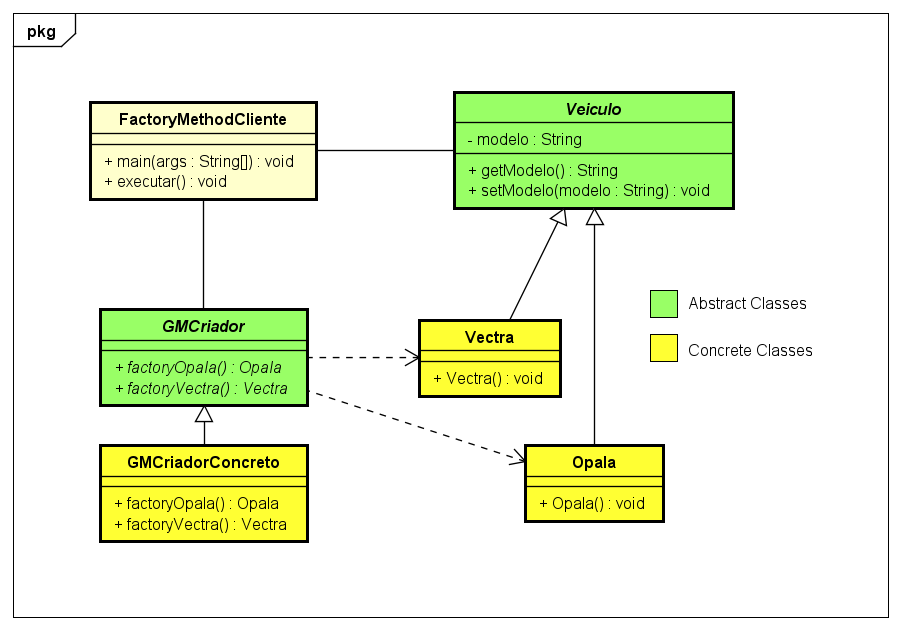 pkg
FactoryMethodCliente
+ main(args : String[]) : void
+ executar() : void
Veiculo
- modelo : String
+ getModelo() : String
+ setModelo(modelo : String) : void
GMCriador
+ factoryOpala() : Opala
+ factoryVectra() : Vectra
Vectra
+ Vectra() : void
Abstract Classes
Concrete Classes
GMCriadorConcreto
+ factoryOpala() : Opala
+ factoryVectra() : Vectra
Opala
+ Opala() : void